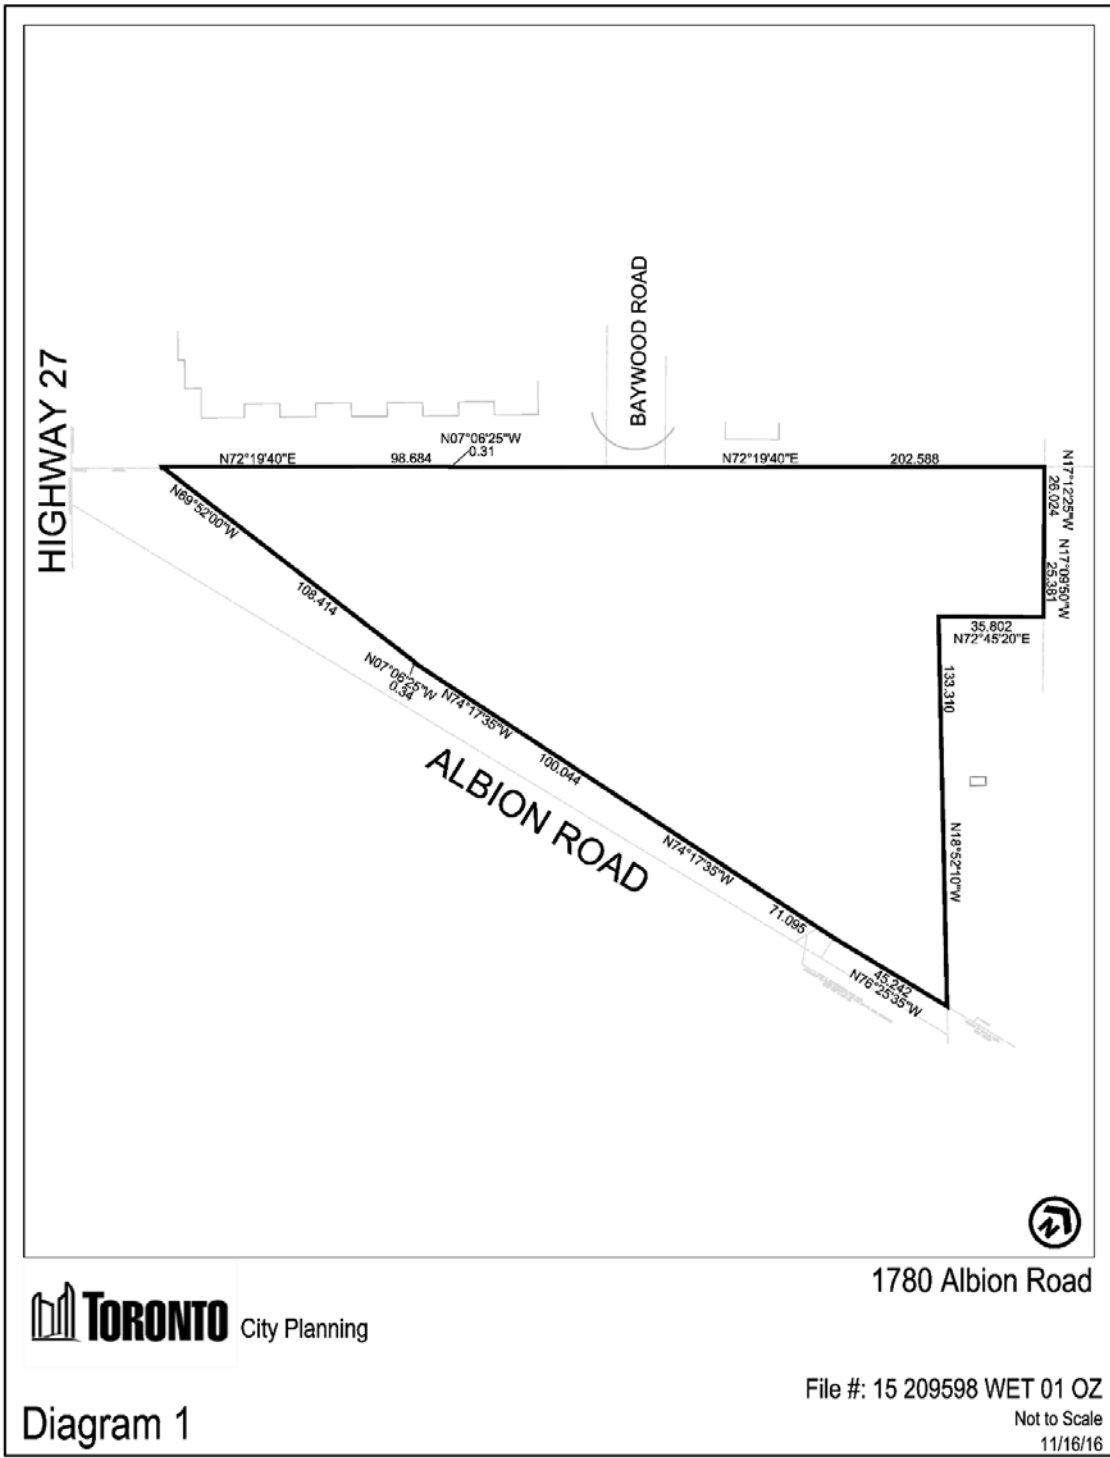 BAYWOOD ROAD
HIGHWAY 27
N07°06'25"W
0.31
N72°19'40"E
98.684
N72°19'40"E
202.588
N17°12'25"W
26.024
N17°09'50"W
25.381
N69°52'00"W
108.414
35.802
N72°45'20"E
N07°06'25"W
0.34
N74°17'35"W
133.310
100.044
ALBION ROAD
N74°17'35"W
N18°52'10"W
71.095
45.242
N76°25'35"W
N
1780 Albion Road
TORONTO City Planning
File #: 15 209598 WET 01 OZ
Diagram 1
Not to Scale
11/16/16